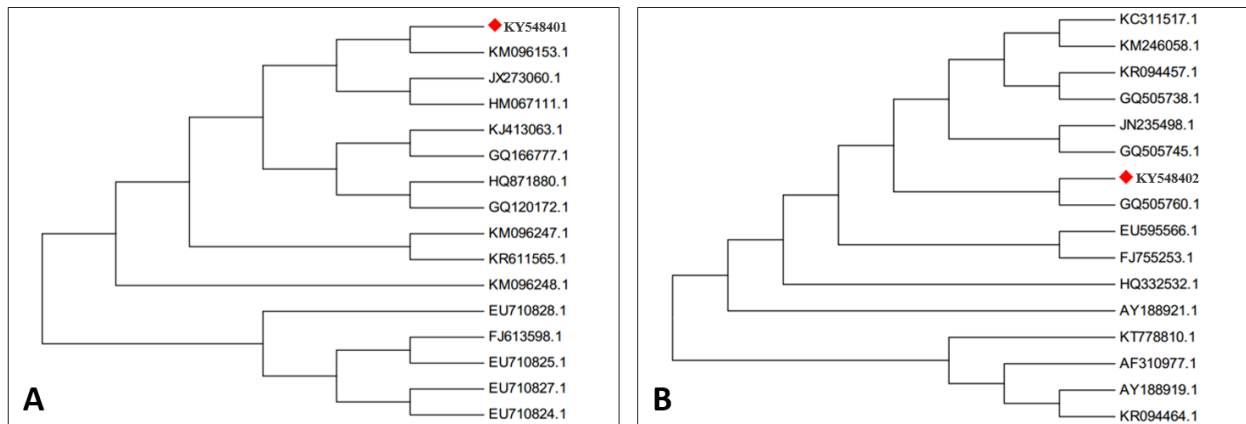 KY548401
KM096153.1
JX273060.1
HM067111.1
KJ413063.1
GQ166777.1
HQ871880.1
GQ120172.1
KM096247.1
KR611565.1
KM096248.1
EU710828.1
FJ613598.1
EU710825.1
EU710827.1
EU710824.1
A
KC311517.1
KM246058.1
KR094457.1
GQ505738.1
JN235498.1
GQ505745.1
KY548402
GQ505760.1
EU595566.1
FJ755253.1
HQ332532.1
AY188921.1
KT778810.1
AF310977.1
AY188919.1
KR094464.1
B